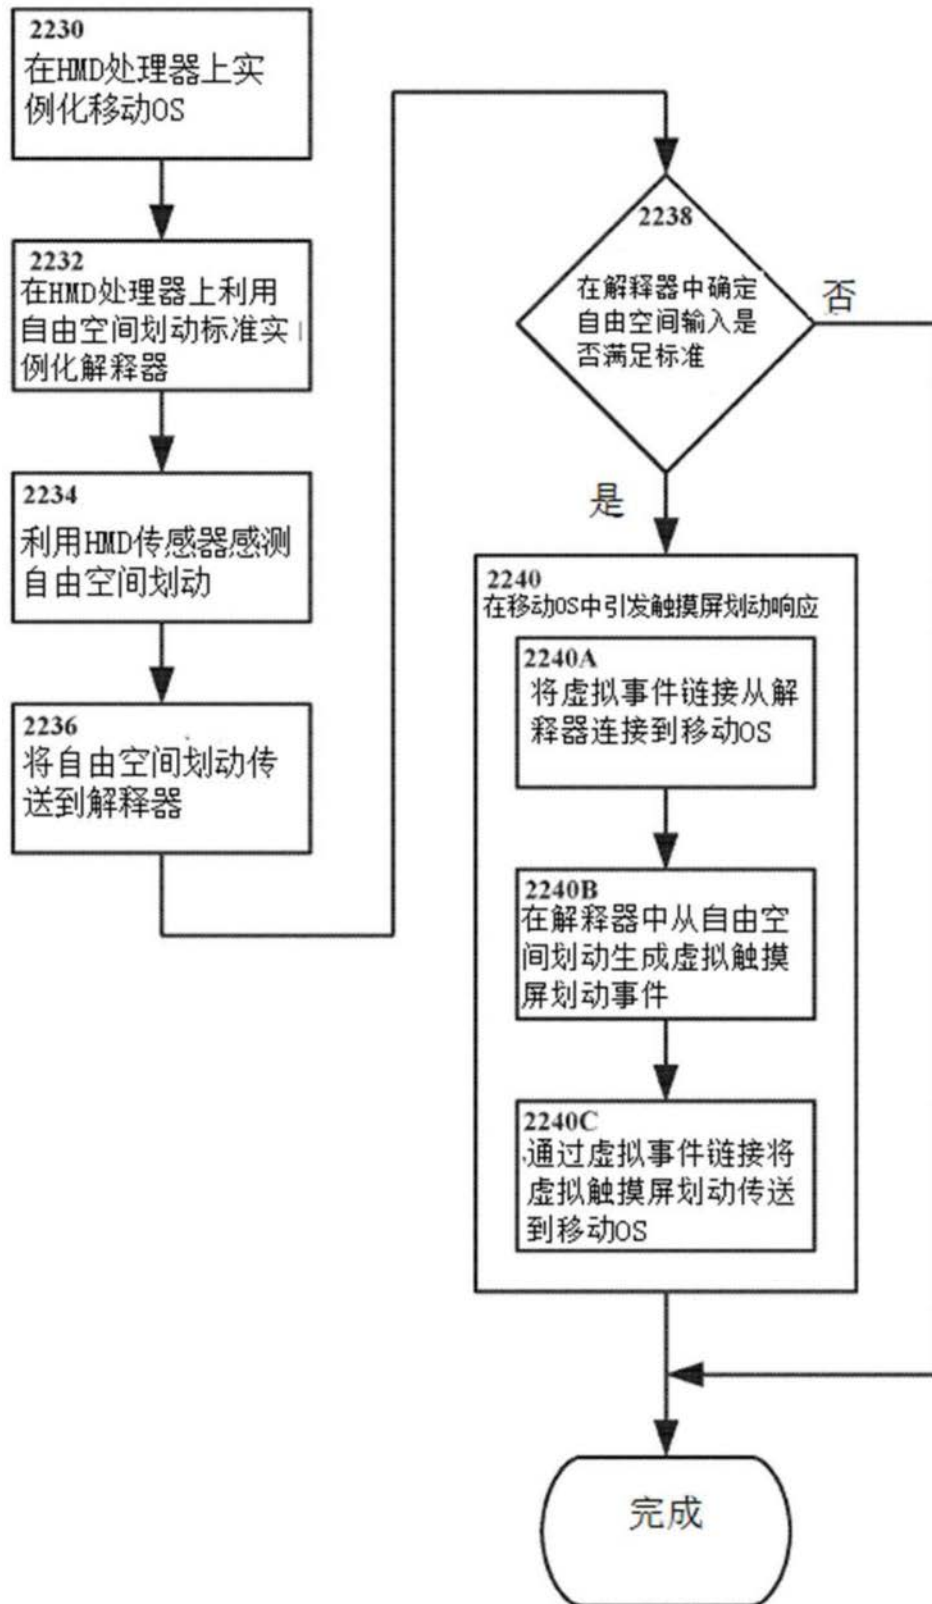 2230
在HMD处理器上实
例化移动OS
2232
在HMD处理器上利用
自由空间划动标准实
例化解释器
2234
利用HMD传感器感测
自由空间划动
2236
将自由空间划动传
送到解释器
2238
在解释器中确定
自由空间输入是
否满足标准
否
是
2240
在移动OS中引发触摸屏划动响应
2240A
将虚拟事件链接从解
释器连接到移动OS
2240B
在解释器中从自由空
间划动生成虚拟触摸
屏划动事件
2240C
通过虚拟事件链接将
虚拟触摸屏划动传送
到移动OS
完成